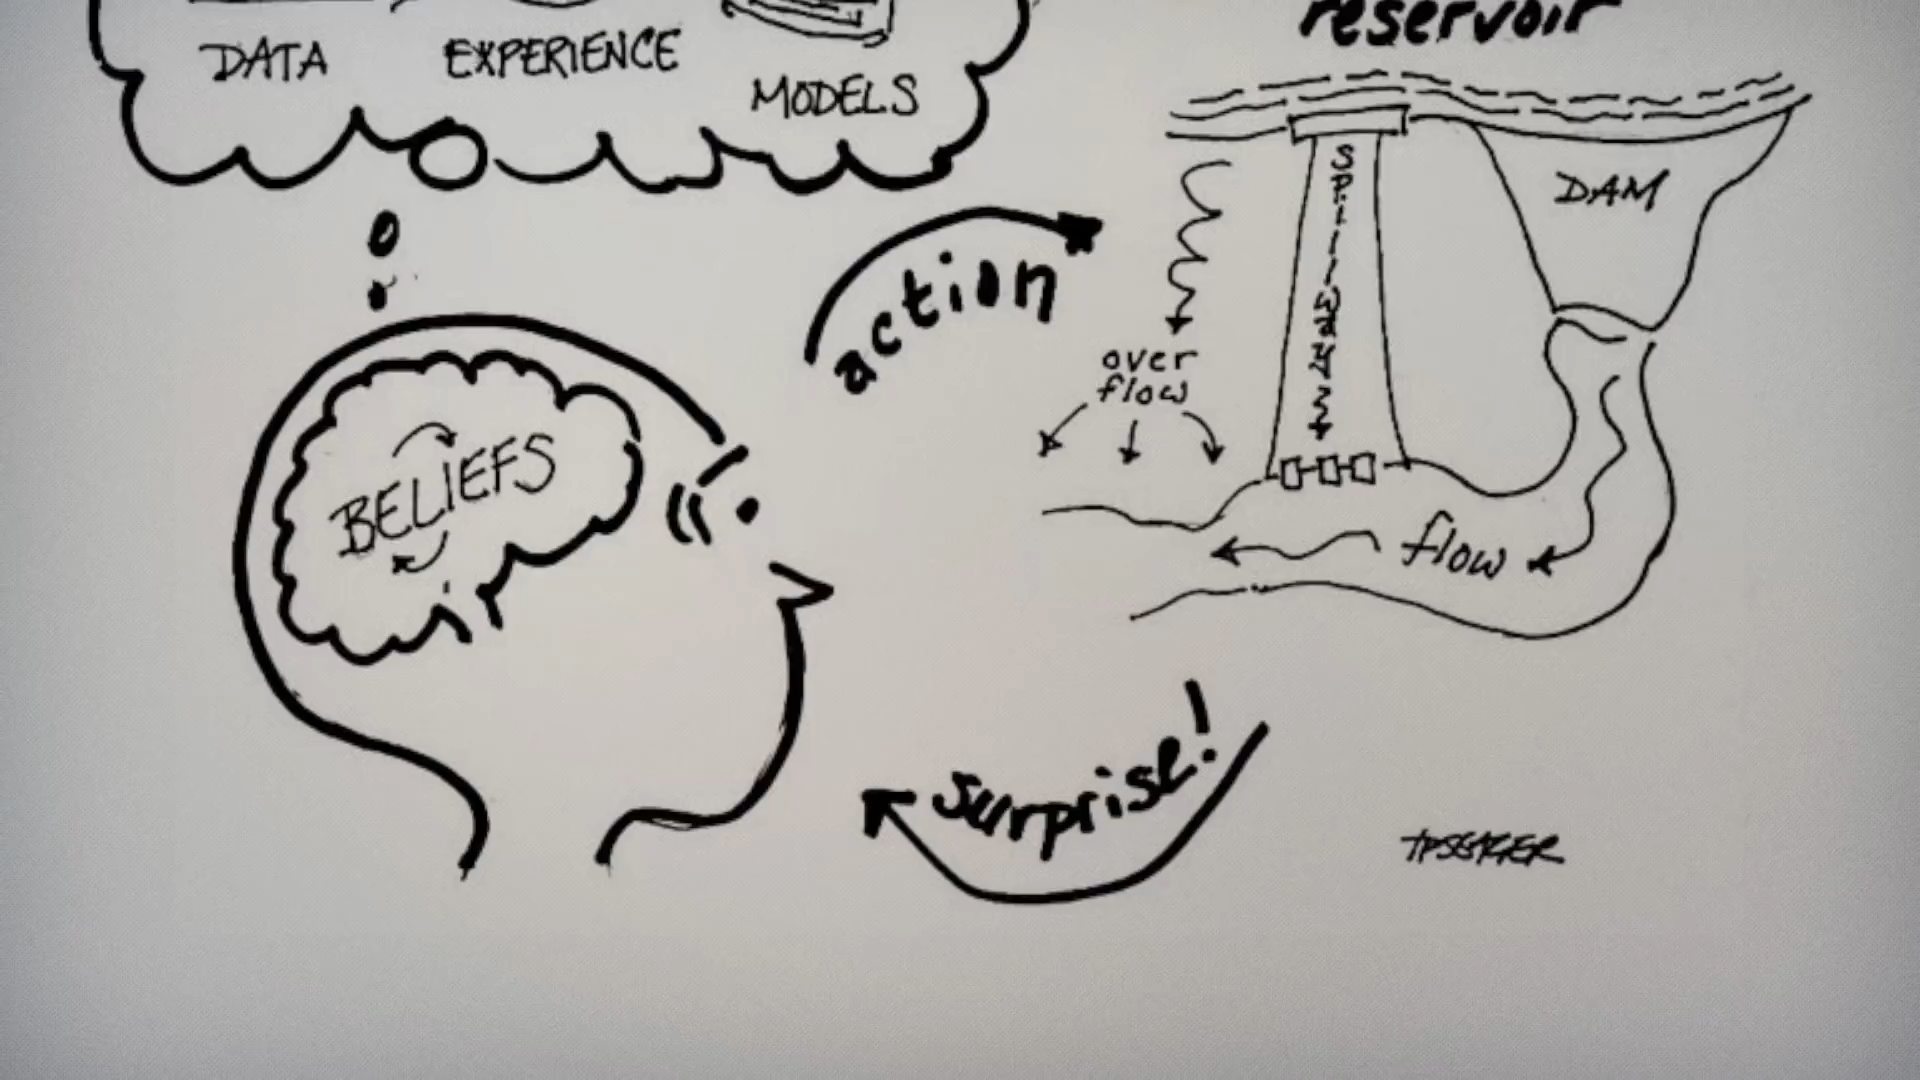 DATA
EXPERIENCE
MODELS
reservoir
SPillway
DAM
action
over
flow
BELIEFS
flow
surprise!